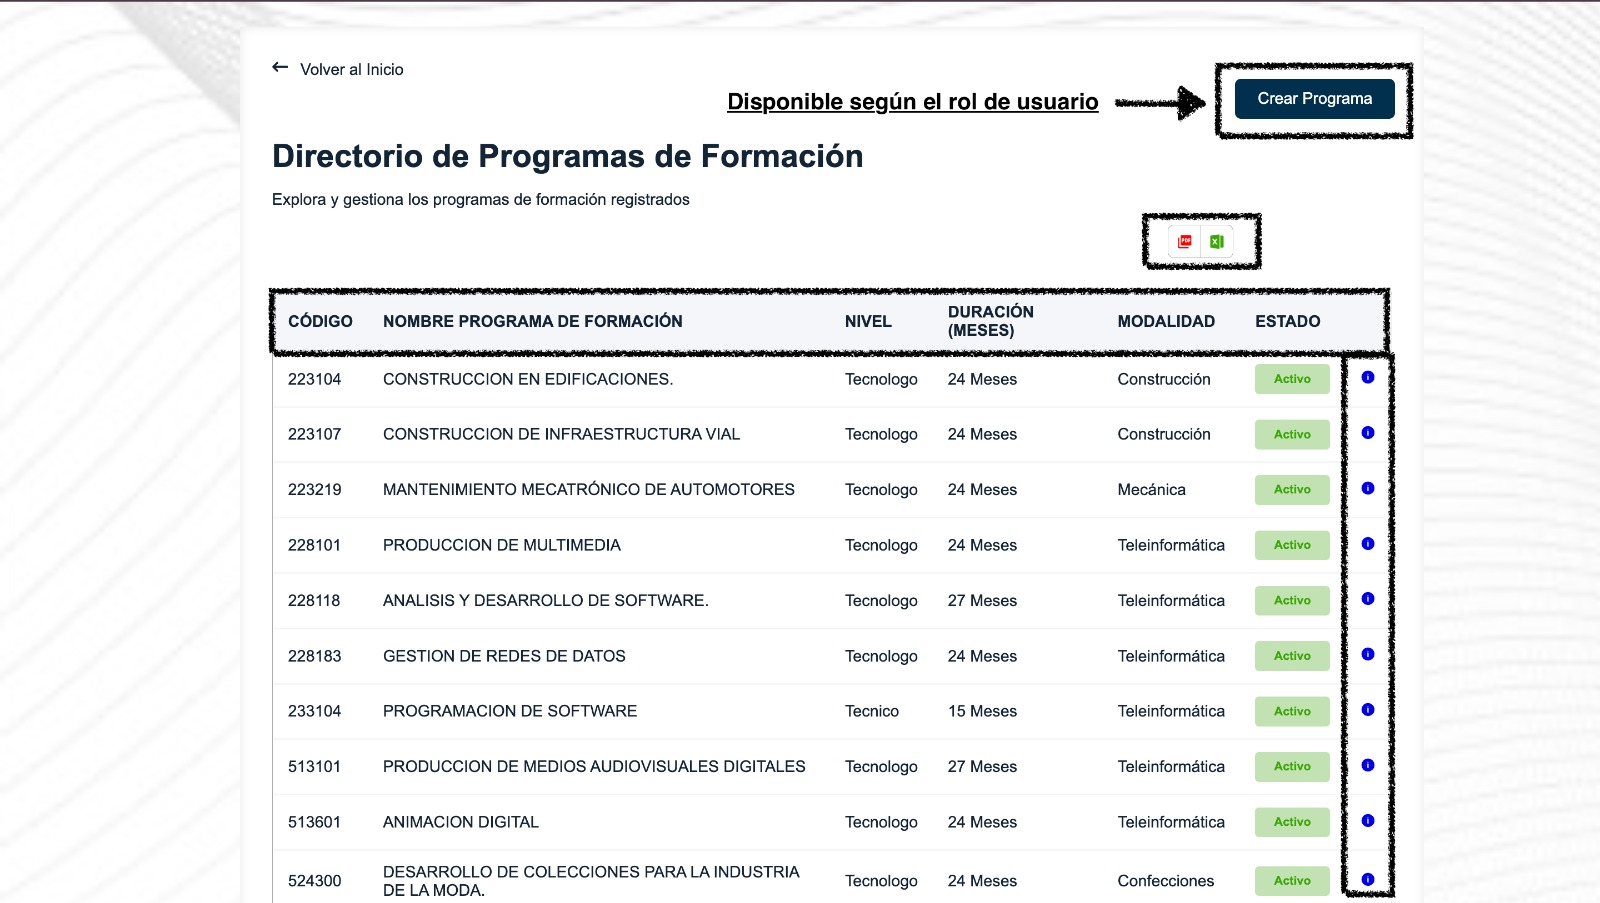 Volver al Inicio
Disponible según el rol de usuario
Crear Programa
Directorio de Programas de Formación
Explora y gestiona los programas de formación registrados
PDF X
CÓDIGO NOMBRE PROGRAMA DE FORMACIÓN NIVEL DURACIÓN (MESES) MODALIDAD ESTADO
223104 CONSTRUCCION EN EDIFICACIONES. Tecnologo 24 Meses Construcción Activo
223107 CONSTRUCCION DE INFRAESTRUCTURA VIAL Tecnologo 24 Meses Construcción Activo
223219 MANTENIMIENTO MECATRÓNICO DE AUTOMOTORES Tecnologo 24 Meses Mecánica Activo
228101 PRODUCCION DE MULTIMEDIA Tecnologo 24 Meses Teleinformática Activo
228118 ANALISIS Y DESARROLLO DE SOFTWARE. Tecnologo 27 Meses Teleinformática Activo
228183 GESTION DE REDES DE DATOS Tecnologo 24 Meses Teleinformática Activo
233104 PROGRAMACION DE SOFTWARE Tecnico 15 Meses Teleinformática Activo
513101 PRODUCCION DE MEDIOS AUDIOVISUALES DIGITALES Tecnologo 27 Meses Teleinformática Activo
513601 ANIMACION DIGITAL Tecnologo 24 Meses Teleinformática Activo
524300 DESARROLLO DE COLECCIONES PARA LA INDUSTRIA DE LA MODA. Tecnologo 24 Meses Confecciones Activo